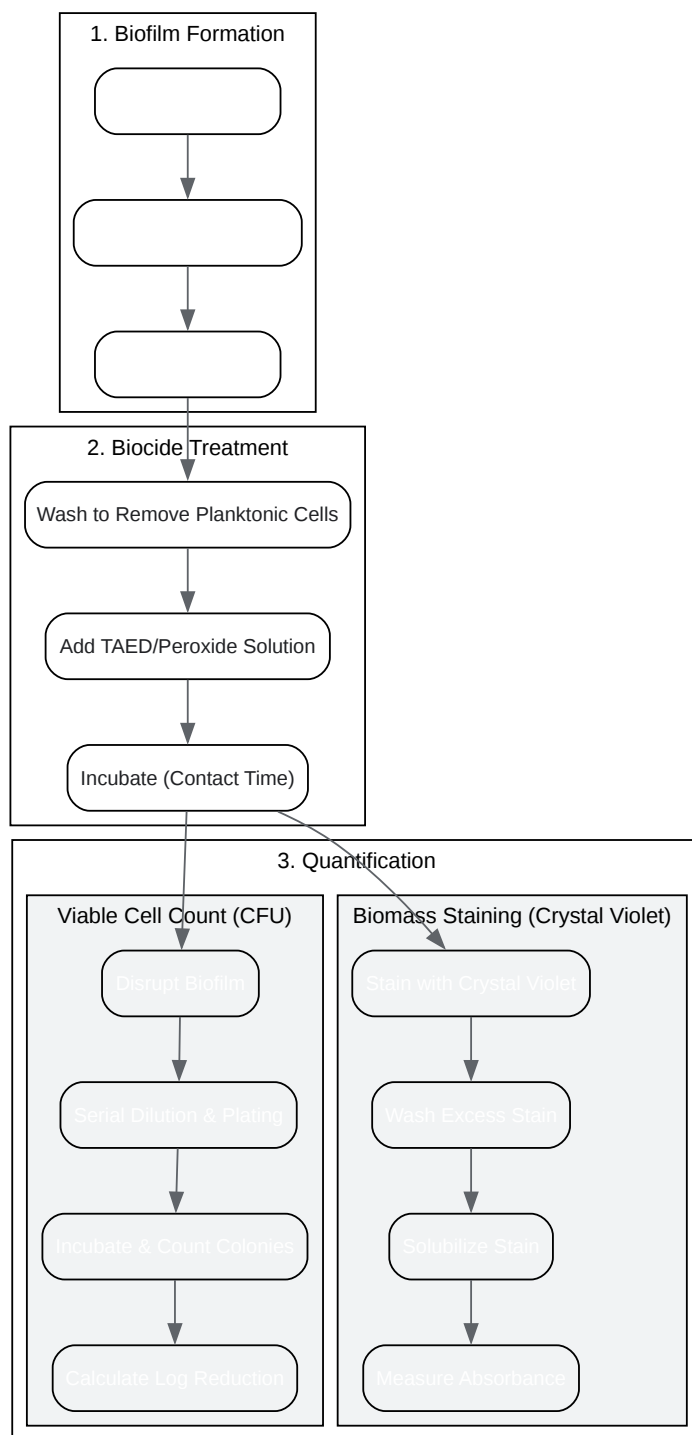 1. Biofilm Formation
2. Biocide Treatment
Wash to Remove Planktonic Cells
Add TAED/Peroxide Solution
Incubate (Contact Time)
3. Quantification
Viable Cell Count (CFU)
Disrupt Biofilm
Serial Dilution & Plating
Incubate & Count Colonies
Calculate Log Reduction
Biomass Staining (Crystal Violet)
Stain with Crystal Violet
Wash Excess Stain
Solubilize Stain
Measure Absorbance